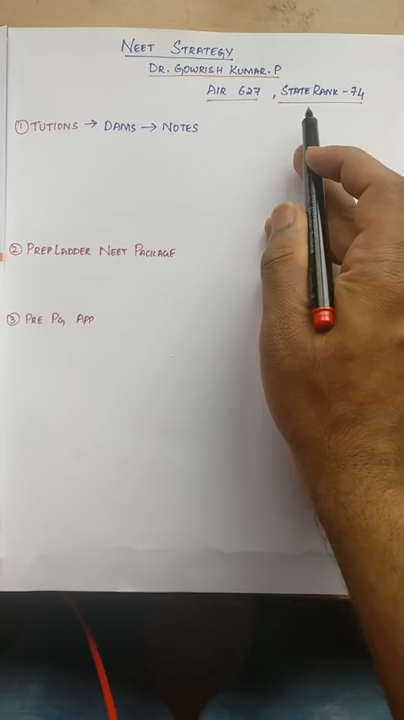 NEET STRATEGY
DR. GOWRISH KUMAR. P
AIR 627 , STATE RANK - 74
① TUTIONS → DAMS → NOTES
② PREPLADDER NEET PACKAGE
③ PRE PG APP